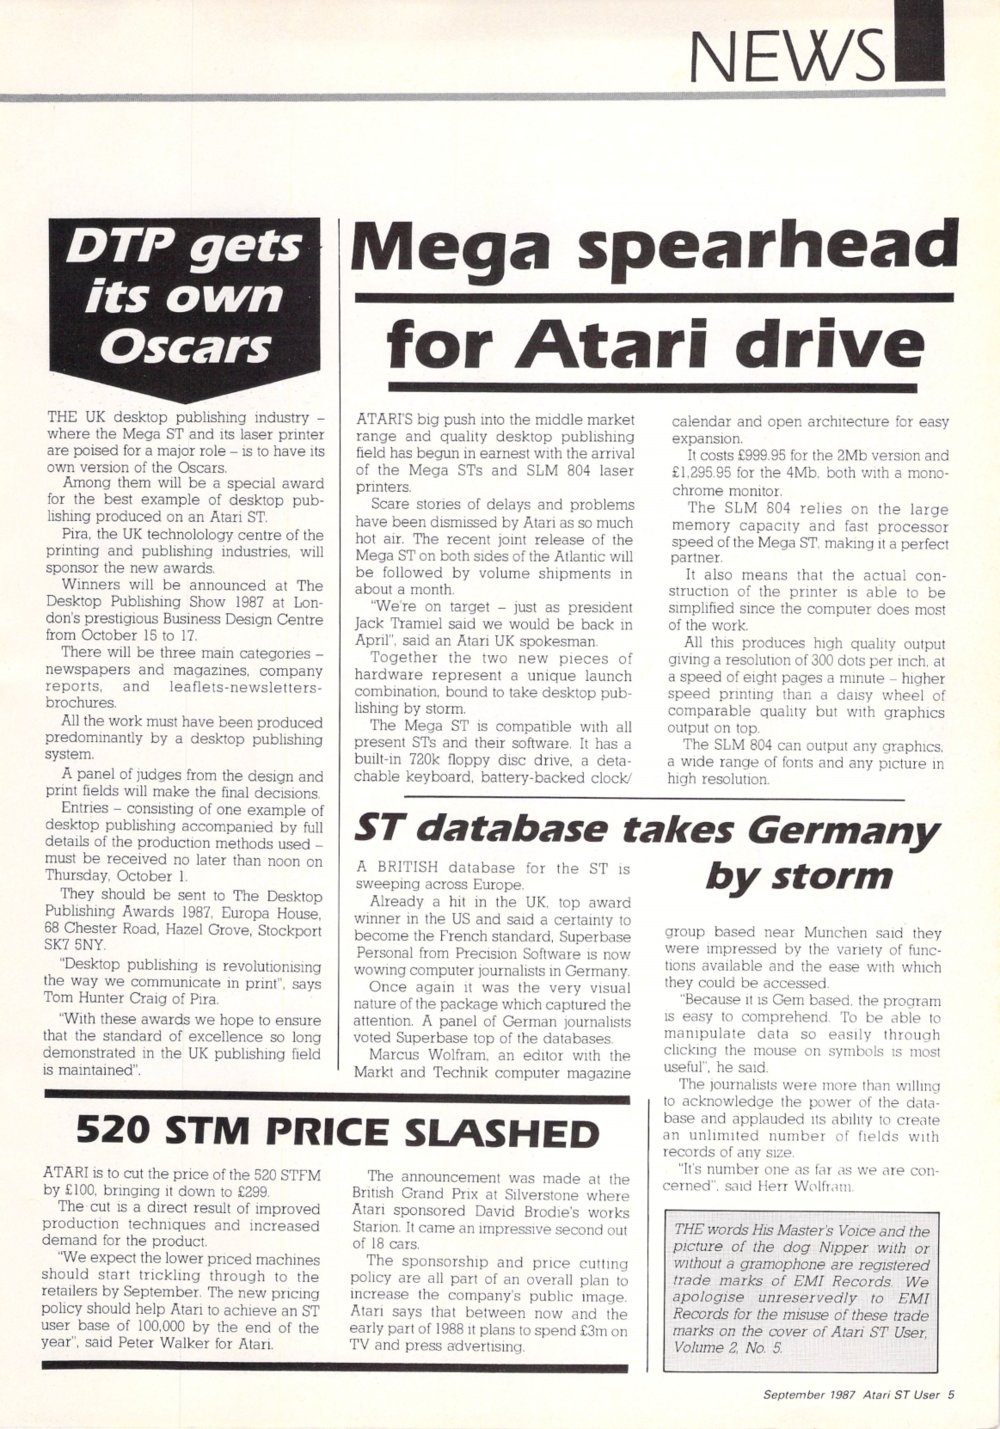 NEWS
DTP gets
its own
Oscars
THE UK desktop publishing industry –
where the Mega ST and its laser printer
are poised for a major role – is to have its
own version of the Oscars.
Among them will be a special award
for the best example of desktop pub-
lishing produced on an Atari ST.
Pira, the UK technolology centre of the
printing and publishing industries, will
sponsor the new awards.
Winners will be announced at The
Desktop Publishing Show 1987 at Lon-
don's prestigious Business Design Centre
from October 15 to 17.
There will be three main categories –
newspapers and magazines, company
reports, and leaflets-newsletters-
brochures.
All the work must have been produced
predominantly by a desktop publishing
system.
A panel of judges from the design and
print fields will make the final decisions.
Entries – consisting of one example of
desktop publishing accompanied by full
details of the production methods used –
must be received no later than noon on
Thursday, October 1.
They should be sent to The Desktop
Publishing Awards 1987, Europa House,
68 Chester Road, Hazel Grove, Stockport
SK7 5NY.
"Desktop publishing is revolutionising
the way we communicate in print", says
Tom Hunter Craig of Pira.
"With these awards we hope to ensure
that the standard of excellence so long
demonstrated in the UK publishing field
is maintained".
Mega spearhead
for Atari drive
ATARI'S big push into the middle market
range and quality desktop publishing
field has begun in earnest with the arrival
of the Mega STs and SLM 804 laser
printers.
Scare stories of delays and problems
have been dismissed by Atari as so much
hot air. The recent joint release of the
Mega ST on both sides of the Atlantic will
be followed by volume shipments in
about a month.
"We're on target – just as president
Jack Tramiel said we would be back in
April", said an Atari UK spokesman.
Together the two new pieces of
hardware represent a unique launch
combination, bound to take desktop pub-
lishing by storm.
The Mega ST is compatible with all
present STs and their software. It has a
built-in 720k floppy disc drive, a deta-
chable keyboard, battery-backed clock/
calendar and open architecture for easy
expansion.
It costs £999.95 for the 2Mb version and
£1,295.95 for the 4Mb, both with a mono-
chrome monitor.
The SLM 804 relies on the large
memory capacity and fast processor
speed of the Mega ST, making it a perfect
partner.
It also means that the actual con-
struction of the printer is able to be
simplified since the computer does most
of the work.
All this produces high quality output
giving a resolution of 300 dots per inch, at
a speed of eight pages a minute – higher
speed printing than a daisy wheel of
comparable quality but with graphics
output on top.
The SLM 804 can output any graphics,
a wide range of fonts and any picture in
high resolution.
ST database takes Germany
by storm
A BRITISH database for the ST is
sweeping across Europe.
Already a hit in the UK, top award
winner in the US and said a certainty to
become the French standard, Superbase
Personal from Precision Software is now
wowing computer journalists in Germany.
Once again it was the very visual
nature of the package which captured the
attention. A panel of German journalists
voted Superbase top of the databases.
Marcus Wolfram, an editor with the
Markt and Technik computer magazine
group based near Munchen said they
were impressed by the variety of func-
tions available and the ease with which
they could be accessed.
"Because it is Gem based, the program
is easy to comprehend. To be able to
manipulate data so easily through
clicking the mouse on symbols is most
useful", he said.
The journalists were more than willing
to acknowledge the power of the data-
base and applauded its ability to create
an unlimited number of fields with
records of any size.
"It's number one as far as we are con-
cerned", said Herr Wolfram.
520 STM PRICE SLASHED
ATARI is to cut the price of the 520 STFM
by £100, bringing it down to £299.
The cut is a direct result of improved
production techniques and increased
demand for the product.
"We expect the lower priced machines
should start trickling through to the
retailers by September. The new pricing
policy should help Atari to achieve an ST
user base of 100,000 by the end of the
year", said Peter Walker for Atari.
The announcement was made at the
British Grand Prix at Silverstone where
Atari sponsored David Brodie's works
Starion. It came an impressive second out
of 18 cars.
The sponsorship and price cutting
policy are all part of an overall plan to
increase the company's public image.
Atari says that between now and the
early part of 1988 it plans to spend £3m on
TV and press advertising.
THE words His Master's Voice and the
picture of the dog Nipper with or
without a gramophone are registered
trade marks of EMI Records. We
apologise unreservedly to EMI
Records for the misuse of these trade
marks on the cover of Atari ST User,
Volume 2, No. 5.
September 1987 Atari ST User 5